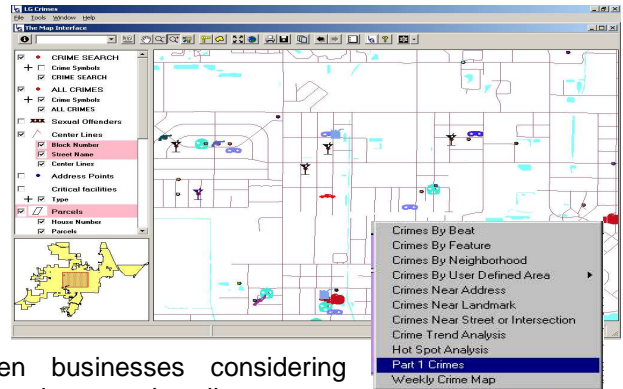 LG Crimes
File Tools Window Help
The Map Interface
CRIME SEARCH
Crime Symbols
CRIME SEARCH
ALL CRIMES
Crime Symbols
ALL CRIMES
Sexual Offenders
Center Lines
Block Number
Street Name
Center Lines
Address Points
Critical facilities
Type
Parcels
House Number
Parcels
Crimes By Beat
Crimes By Feature
Crimes By Neighborhood
Crimes By User Defined Area
Crimes Near Address
Crimes Near Landmark
Crimes Near Street or Intersection
Crime Trend Analysis
Hot Spot Analysis
Part 1 Crimes
Weekly Crime Map
en businesses considering